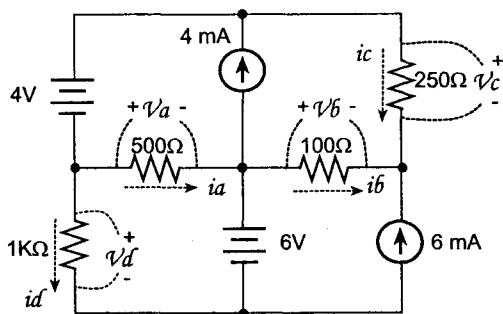 4 mA
ic
+
4V
250Ω Vc
-
+ Va -
+ Vb -
500Ω
100Ω
ia
ib
+
1KΩ
Vd
6V
6 mA
-
id